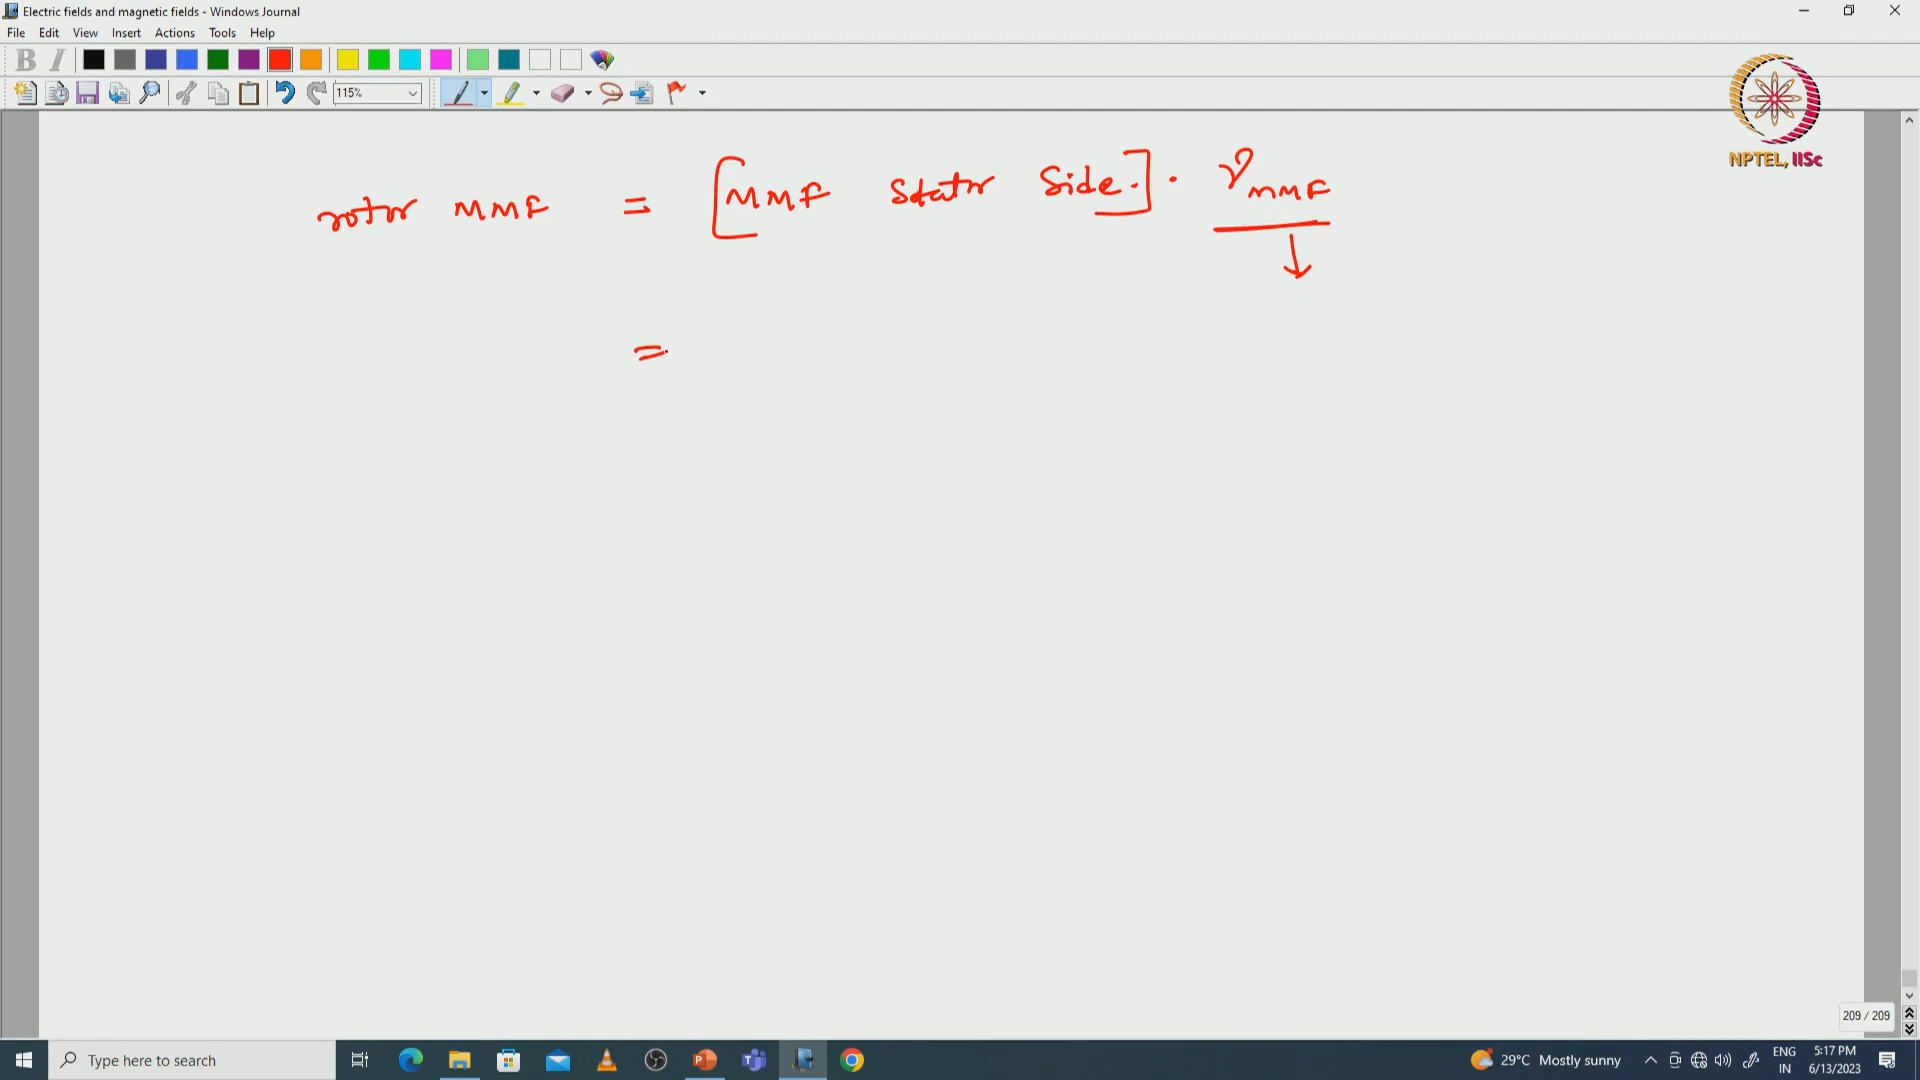 Electric fields and magnetic fields - Windows Journal
File Edit View Insert Actions Tools Help
B I
115%
NPTEL, IISc
rotor MMF = [MMF Stator Side.] · γMMF
↓
=
209 / 209
Type here to search
29°C Mostly sunny
ENG
IN
5:17 PM
6/13/2023